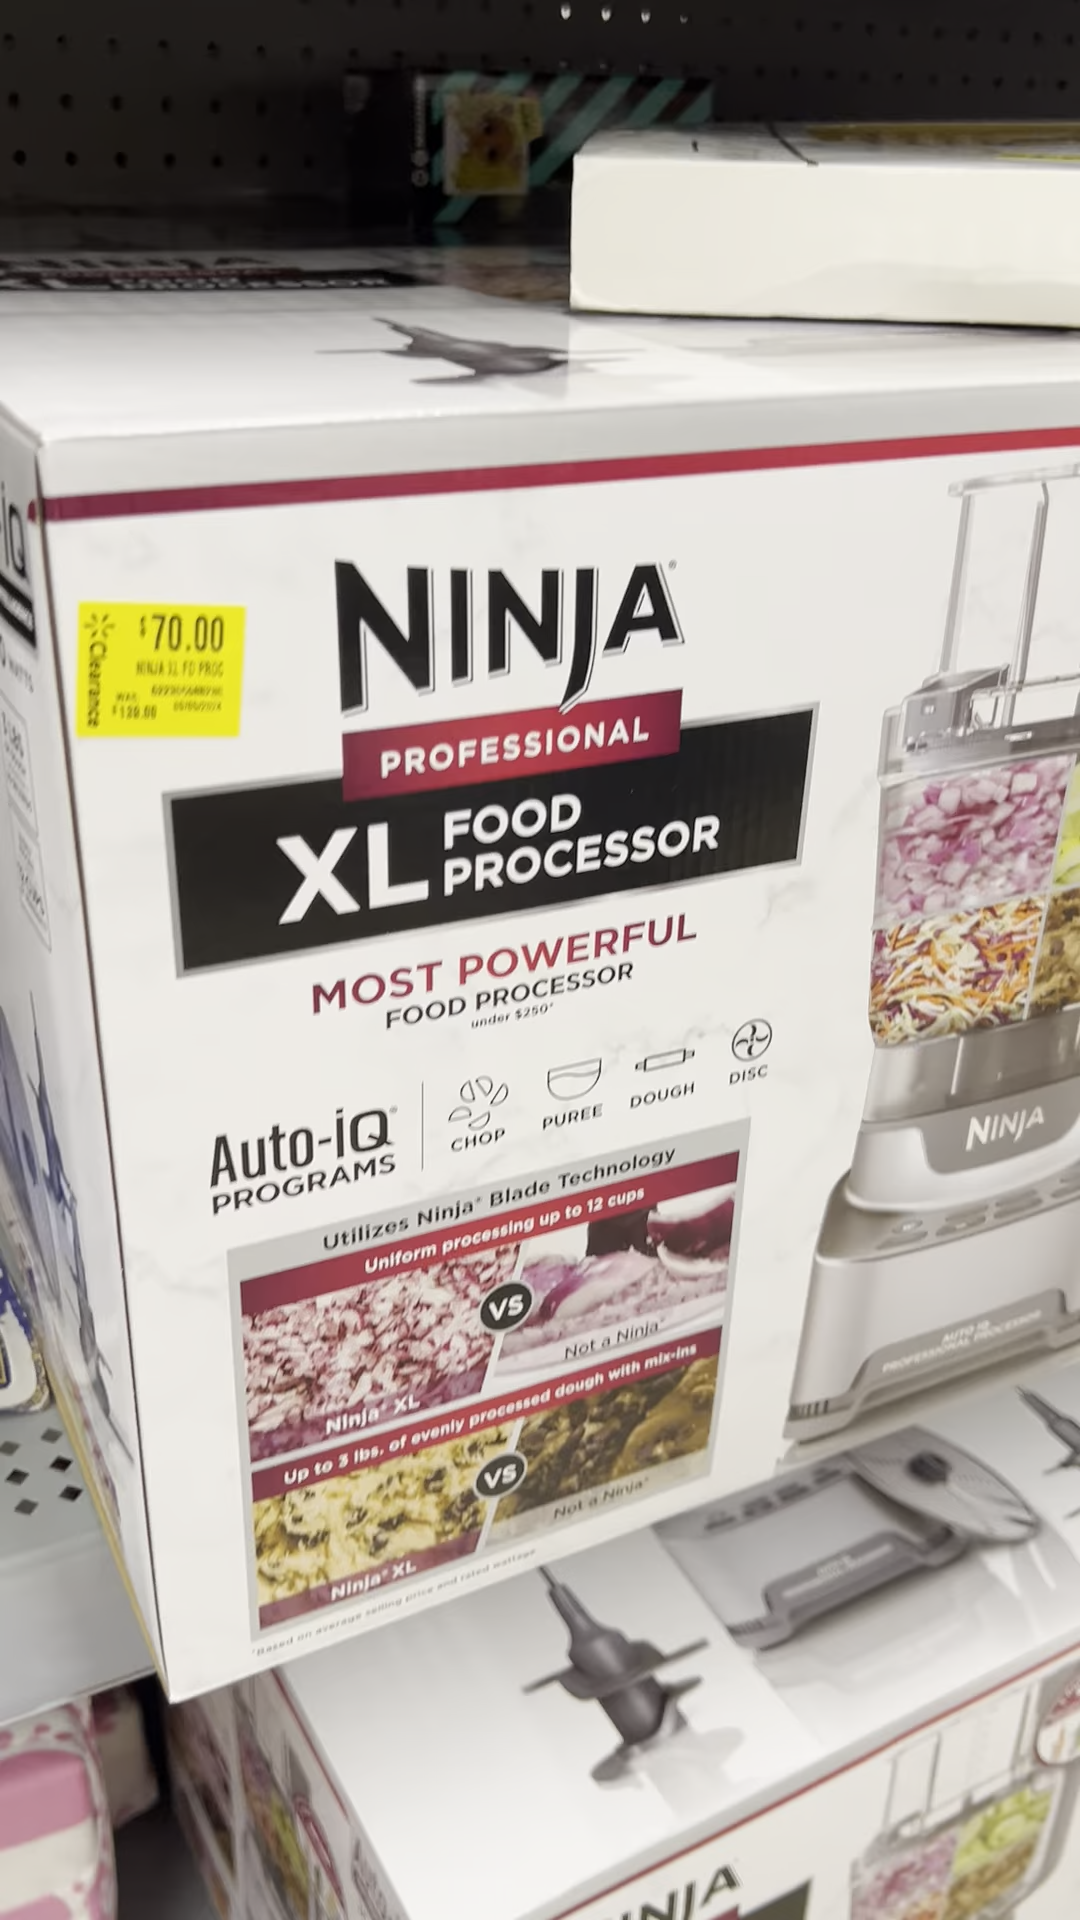 $70.00
NINJA XL FD PROC
WAS
Clearance
NINJA
PROFESSIONAL
XL FOOD
PROCESSOR
MOST POWERFUL
FOOD PROCESSOR
under $250*
Auto-iQ®
PROGRAMS
CHOP
PUREE
DOUGH
DISC
Utilizes Ninja® Blade Technology
Uniform processing up to 12 cups
VS
Ninja® XL
Not a Ninja®
Up to 3 lbs. of evenly processed dough with mix-ins
VS
Ninja® XL
Not a Ninja®
*Based on average selling price and rated wattage
NINJA
AUTO IQ
PROFESSIONAL PROCESSOR
NINJA